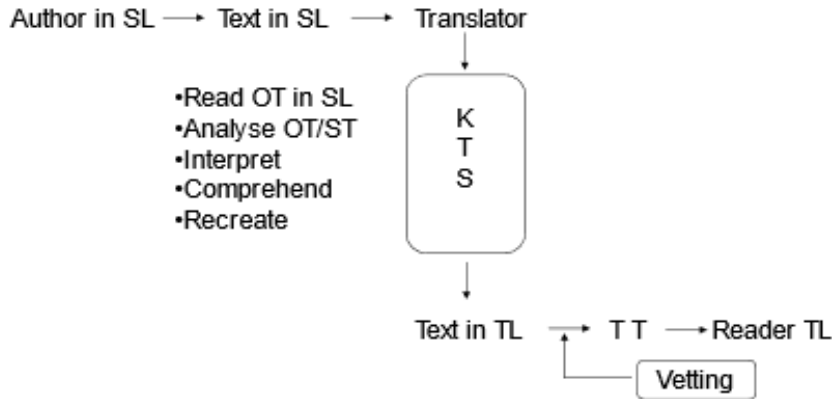 Author in SL Text in SL Translator
•Read OT in SL
•Analyse OT/ST
•Interpret
•Comprehend
•Recreate
K
T
S
Text in TL T T Reader TL
Vetting